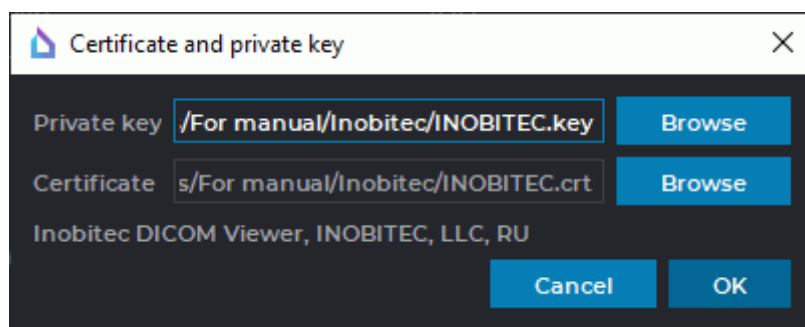 Certificate and private key
Private key /For manual/Inobitec/INOBITEC.key Browse
Certificate s/For manual/Inobitec/INOBITEC.crt Browse
Inobitec DICOM Viewer, INOBITEC, LLC, RU
Cancel OK